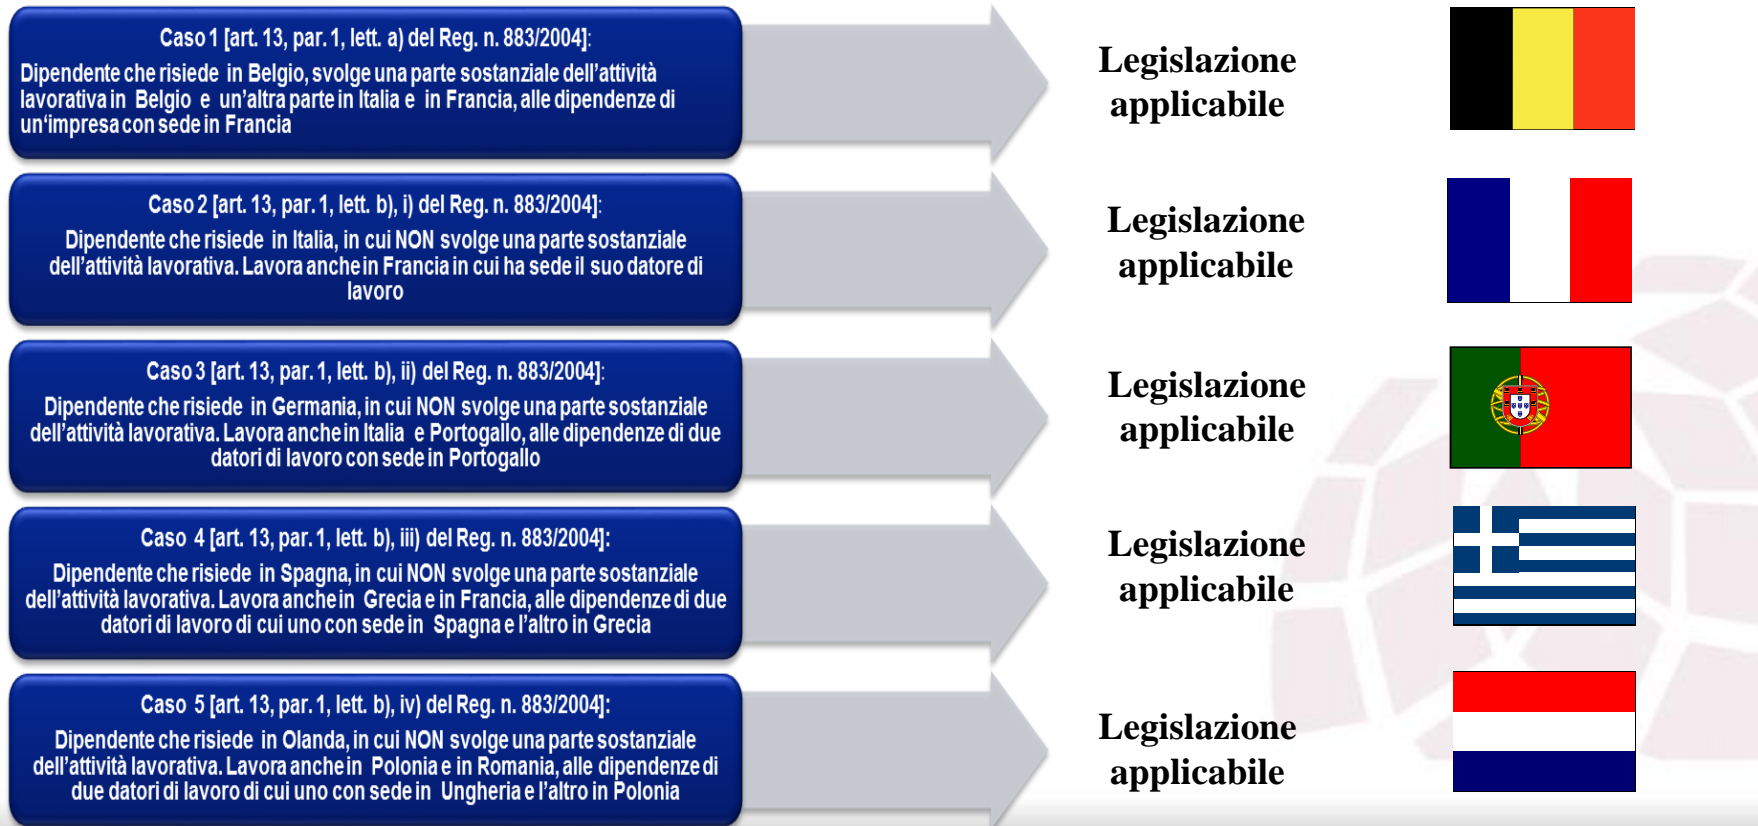 Caso 1 [art. 13, par. 1, lett. a) del Reg. n. 883/2004]:
Dipendente che risiede in Belgio, svolge una parte sostanziale dell'attività
lavorativa in Belgio e un'altra parte in Italia e in Francia, alle dipendenze di
un'impresa con sede in Francia
Legislazione
applicabile
Caso 2 [art. 13, par. 1, lett. b), i) del Reg. n. 883/2004]:
Dipendente che risiede in Italia, in cui NON svolge una parte sostanziale
dell'attività lavorativa. Lavora anche in Francia in cui ha sede il suo datore di
lavoro
Legislazione
applicabile
Caso 3 [art. 13, par. 1, lett. b), ii) del Reg. n. 883/2004]:
Dipendente che risiede in Germania, in cui NON svolge una parte sostanziale
dell'attività lavorativa. Lavora anche in Italia e Portogallo, alle dipendenze di due
datori di lavoro con sede in Portogallo
Legislazione
applicabile
Caso 4 [art. 13, par. 1, lett. b), iii) del Reg. n. 883/2004]:
Dipendente che risiede in Spagna, in cui NON svolge una parte sostanziale
dell'attività lavorativa. Lavora anche in Grecia e in Francia, alle dipendenze di due
datori di lavoro di cui uno con sede in Spagna e l'altro in Grecia
Legislazione
applicabile
Caso 5 [art. 13, par. 1, lett. b), iv) del Reg. n. 883/2004]:
Dipendente che risiede in Olanda, in cui NON svolge una parte sostanziale
dell'attività lavorativa. Lavora anche in Polonia e in Romania, alle dipendenze di
due datori di lavoro di cui uno con sede in Ungheria e l'altro in Polonia
Legislazione
applicabile